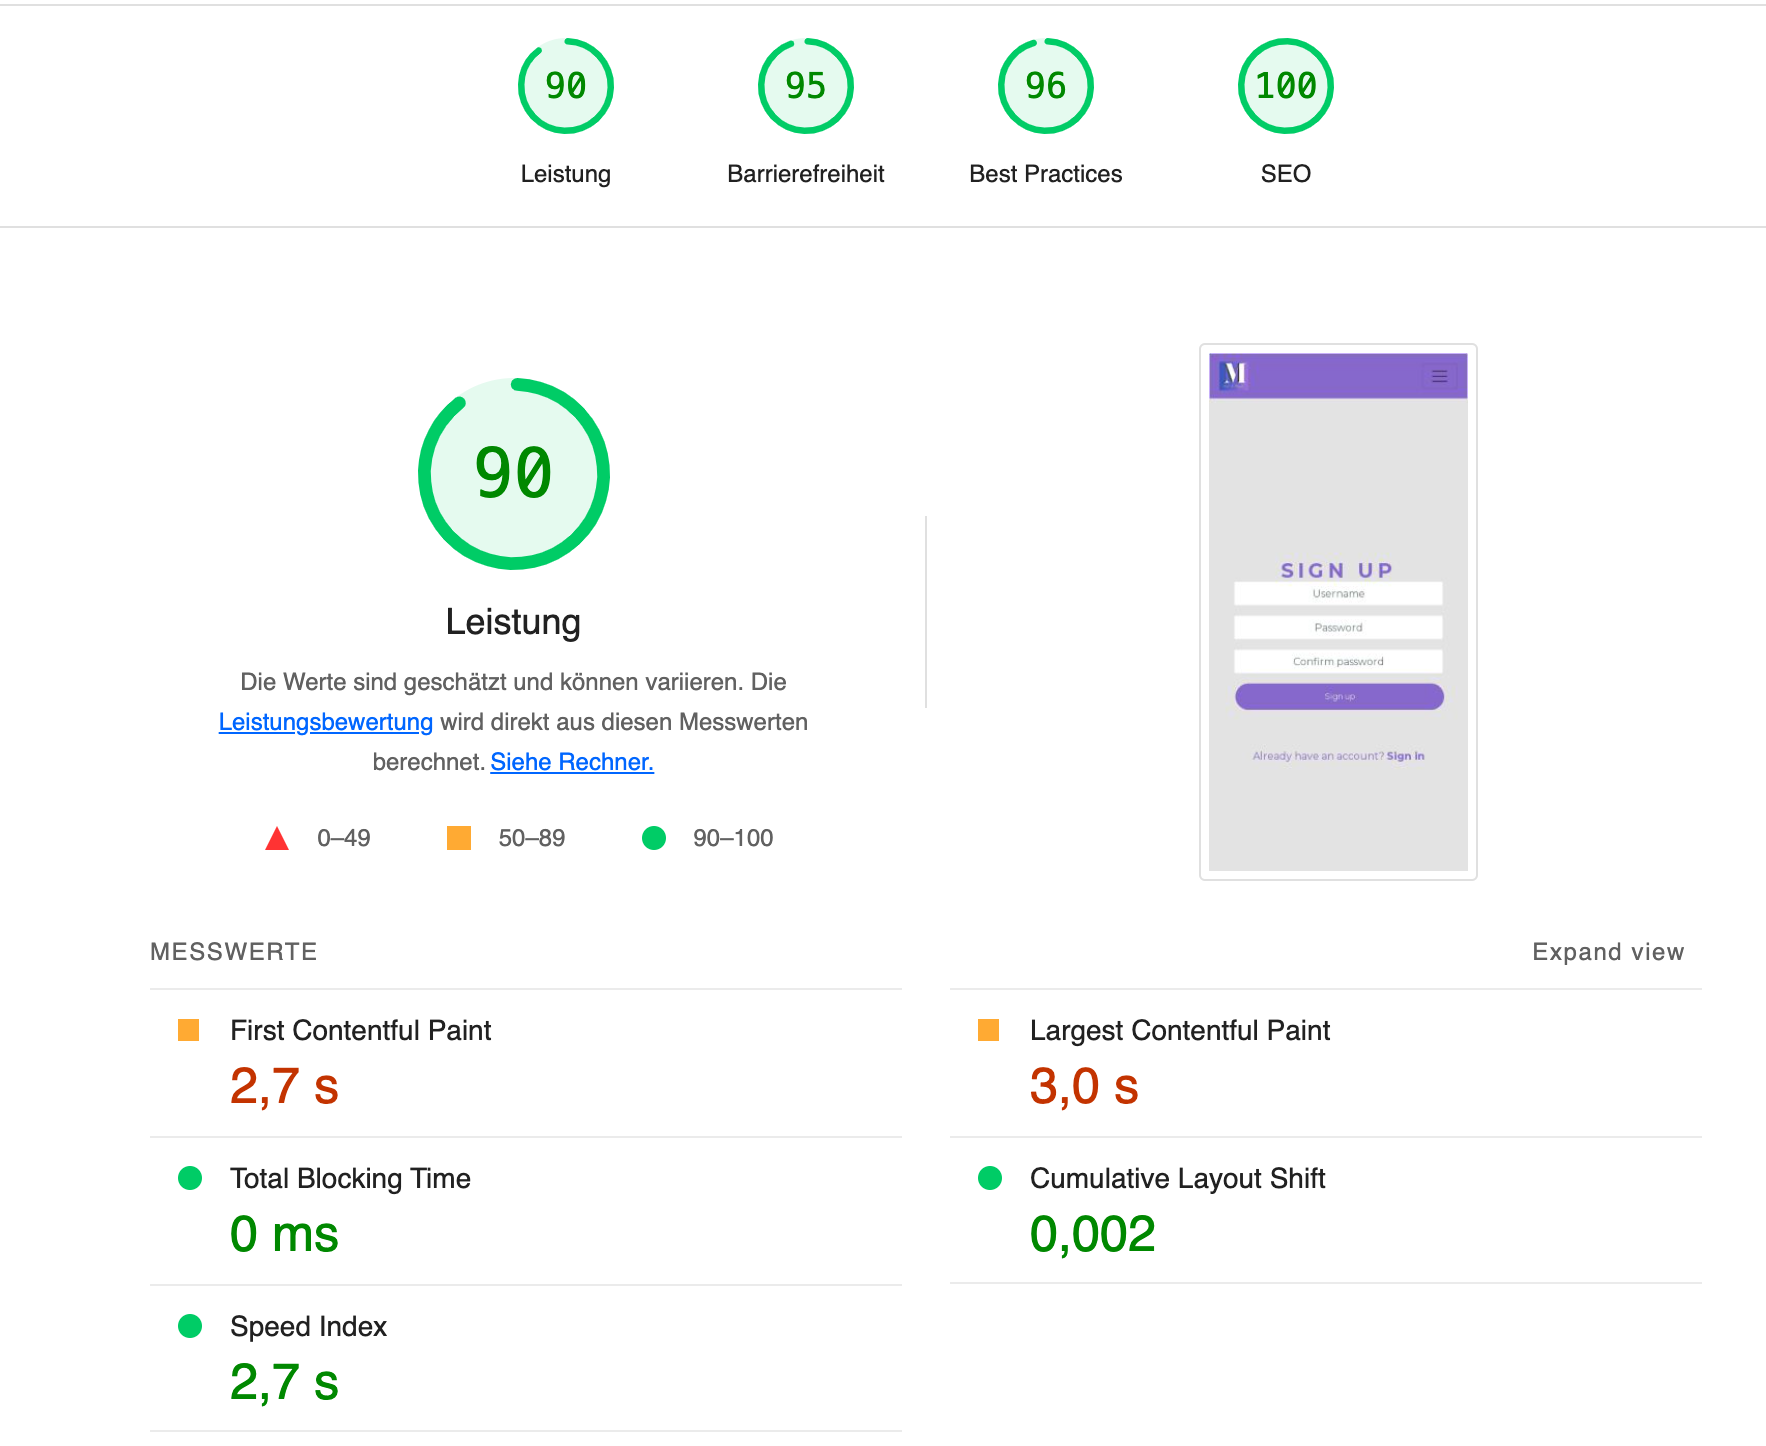 90
95
96
100
Leistung
Barrierefreiheit
Best Practices
SEO
90
Leistung
Die Werte sind geschätzt und können variieren. Die
Leistungsbewertung wird direkt aus diesen Messwerten
berechnet. Siehe Rechner.
0–49
50–89
90–100
M
SIGN UP
Username
Password
Confirm password
Sign up
Already have an account? Sign in
MESSWERTE
Expand view
First Contentful Paint
2,7 s
Largest Contentful Paint
3,0 s
Total Blocking Time
0 ms
Cumulative Layout Shift
0,002
Speed Index
2,7 s